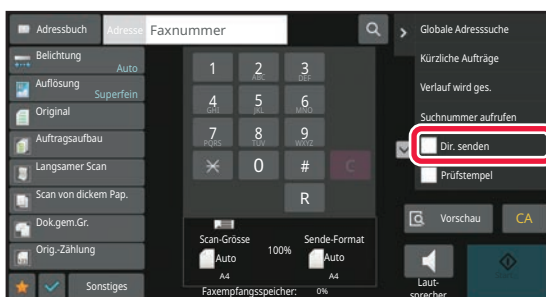 Adressbuch
Adresse
Faxnummer
Belichtung
Auto
Auflösung
Superfein
Original
Auftragsaufbau
Langsamer Scan
Scan von dickem Pap.
Dok.gem.Gr.
Orig.-Zählung
Sonstiges
1
2
ABC
3
DEF
4
GHI
5
JKL
6
MNO
7
PQRS
8
TUV
9
WXYZ
0
#
C
R
Scan-Grösse
Auto
A4
100%
Sende-Format
Auto
A4
Faxempfangsspeicher: 0%
Globale Adresssuche
Kürzliche Aufträge
Verlauf wird ges.
Suchnummer aufrufen
Dir. senden
Prüfstempel
Vorschau
CA
Laut-
sprecher